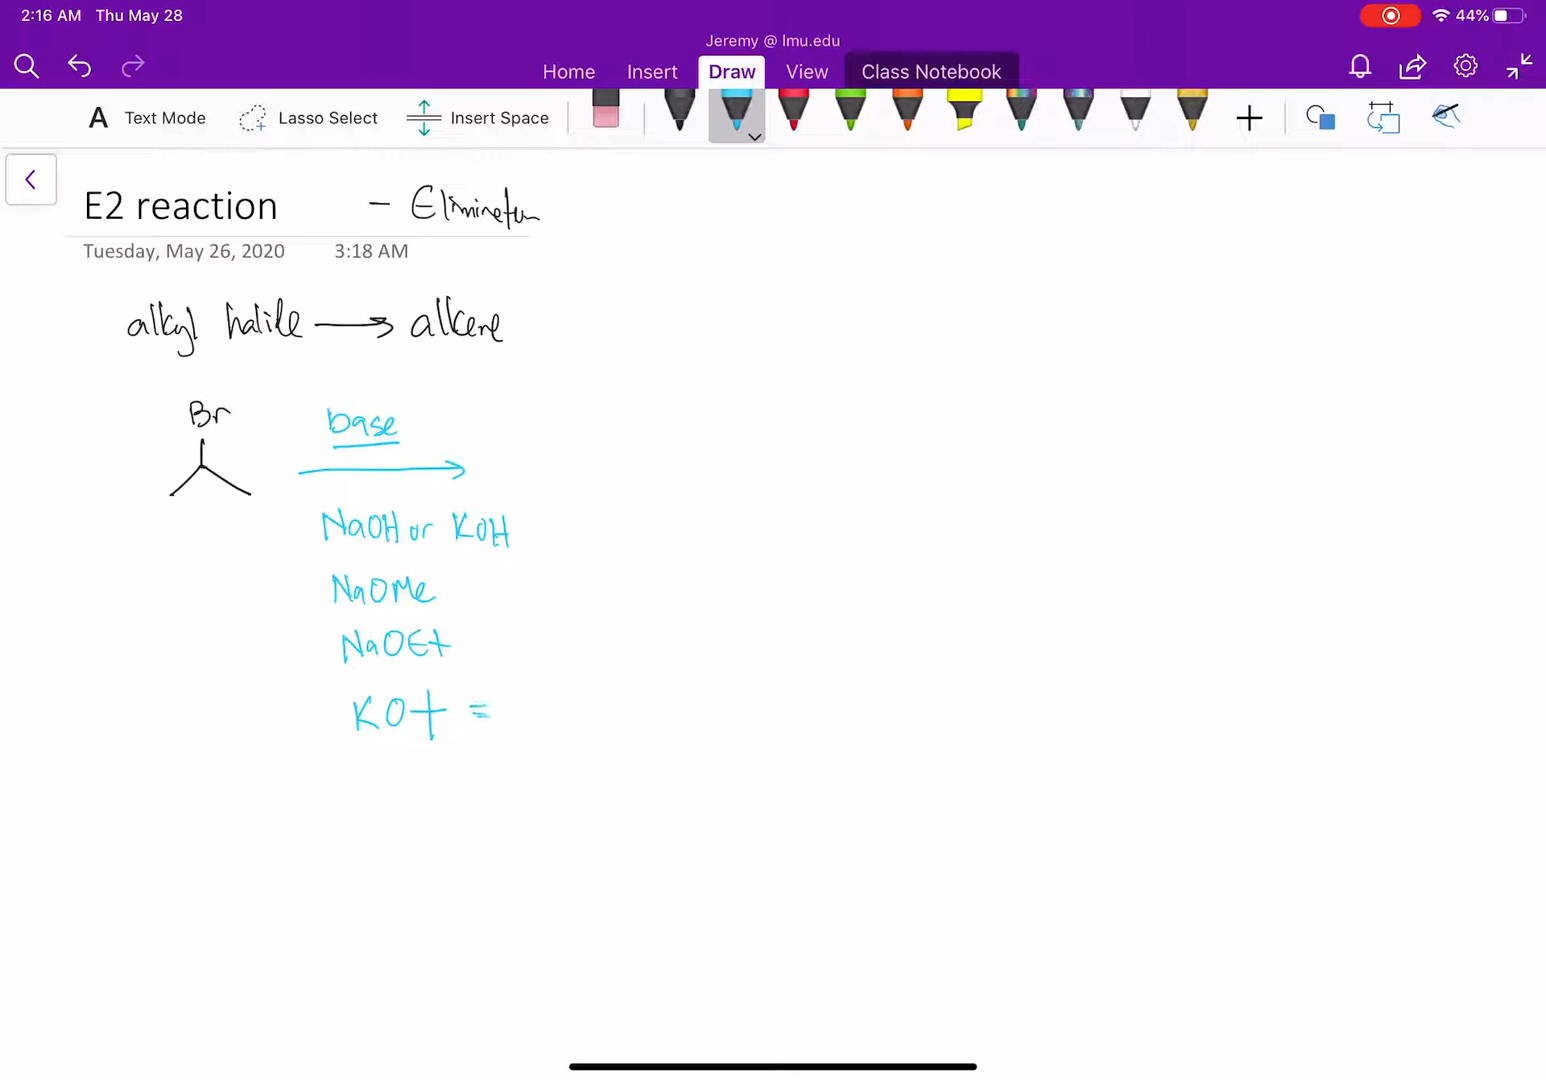 2:16 AM Thu May 28
44%
Jeremy @ lmu.edu
Home Insert Draw View Class Notebook
A Text Mode Lasso Select Insert Space
E2 reaction – Elimination
Tuesday, May 26, 2020 3:18 AM
alkyl halide → alkene
Br
base
NaOH or KOH
NaOMe
NaOEt
KO =